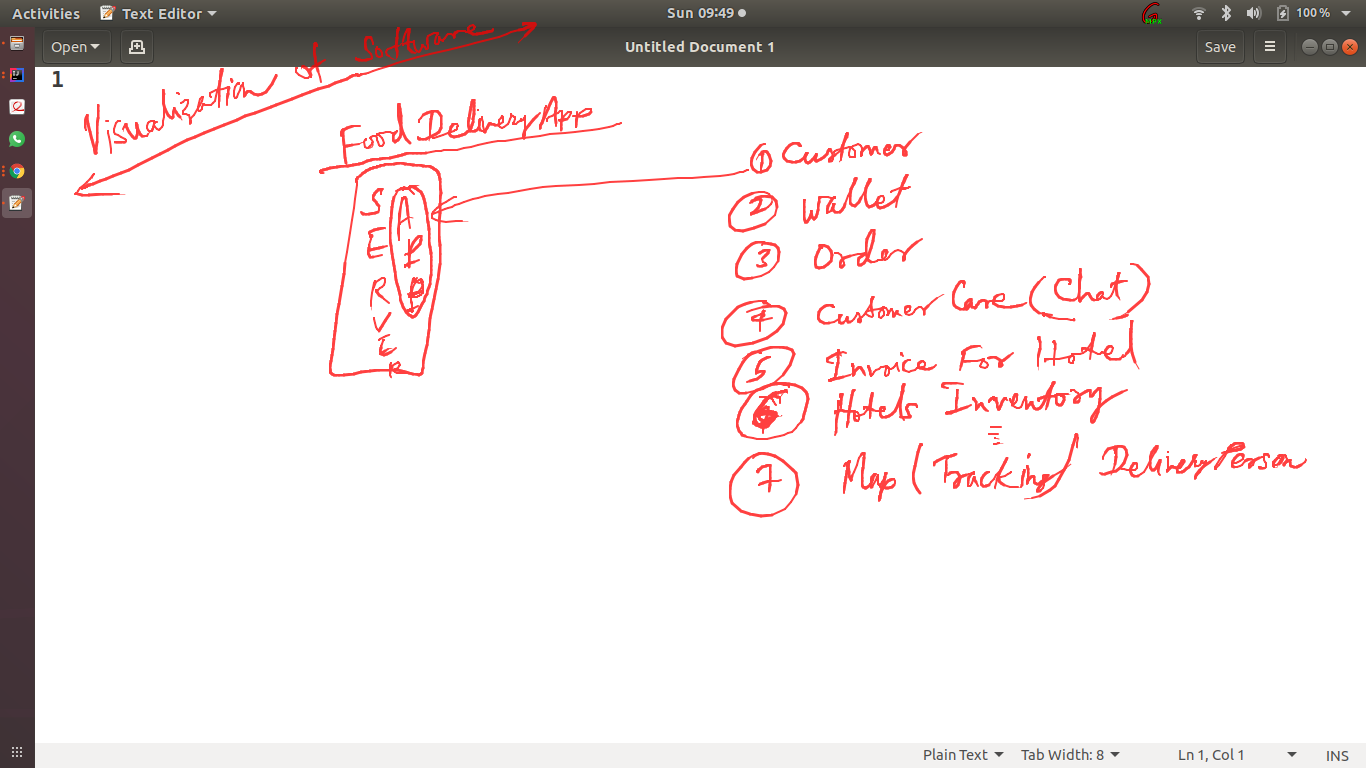 Activities Text Editor Sun 09:49 100%
Open Untitled Document 1 Save
1
Visualization of Software
Food Delivery App
SERVER
① Customer
② Wallet
③ Order
④ Customer Care (Chat)
⑤ Invoice For Hotel
⑥ Hotels Inventory
⑦ Map (Tracking) Delivery Person
Plain Text Tab Width: 8 Ln 1, Col 1 INS